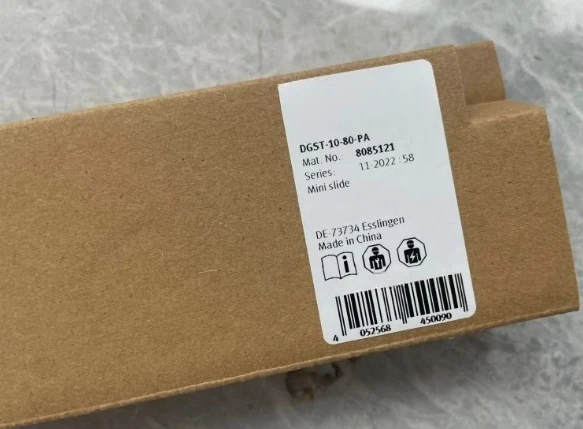 DGST-10-80-PA
Mat. No.: 8085121
Series: 11-2022 :58
Mini slide
DE-73734 Esslingen
Made in China
4 052568 450090